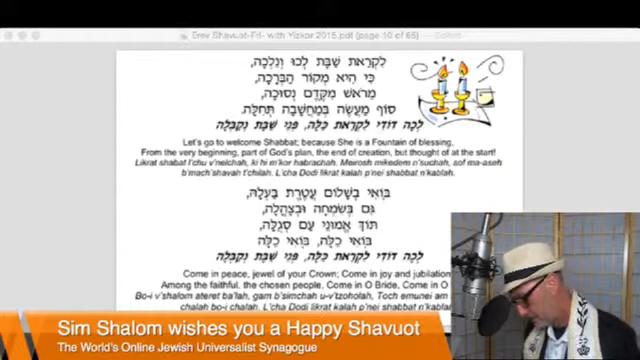 Erev Shavuot-Fri- with Yizkor 2015.pdf (page 10 of 65)
Edited
לִקְרַאת שַׁבָּת לְכוּ וְנֵלְכָה,
כִּי הִיא מְקוֹר הַבְּרָכָה,
מֵרֹאשׁ מִקֶּדֶם נְסוּכָה,
סוֹף מַעֲשֶׂה בְּמַחֲשָׁבָה תְּחִלָּה.
לְכָה דוֹדִי לִקְרַאת כַּלָּה, פְּנֵי שַׁבָּת נְקַבְּלָה
Let's go to welcome Shabbat; because She is a Fountain of blessing,
From the very beginning, part of God's plan, the end of creation, but thought of at the start!
Likrat shabat l'chu v'neichah, ki hi m'kor habrachah. Meirosh mikedem n'suchah, sof ma-aseh
b'mach'shavah t'chilah. L'cha Dodi likrat kalah p'nei shabbat n'kablah.
בּוֹאִי בְשָׁלוֹם עֲטֶרֶת בַּעְלָהּ,
גַּם בְּשִׂמְחָה וּבְצָהֳלָה,
תּוֹךְ אֱמוּנֵי עַם סְגֻלָּה,
בּוֹאִי כַלָּה, בּוֹאִי כַלָּה
לְכָה דוֹדִי לִקְרַאת כַּלָּה, פְּנֵי שַׁבָּת נְקַבְּלָה
Come in peace, jewel of your Crown; Come in joy and jubilation
Among the faithful, the chosen people, Come in O Bride, Come in O
Bo-i v'shalom ateret ba'lah, gam b'simchah u-v'tzoholah, Toch emunei am
chalah bo-i chalah. L'cha Dodi likrat kalah p'nei shabbat n'kablah
Sim Shalom wishes you a Happy Shavuot
The World's Online Jewish Universalist Synagogue